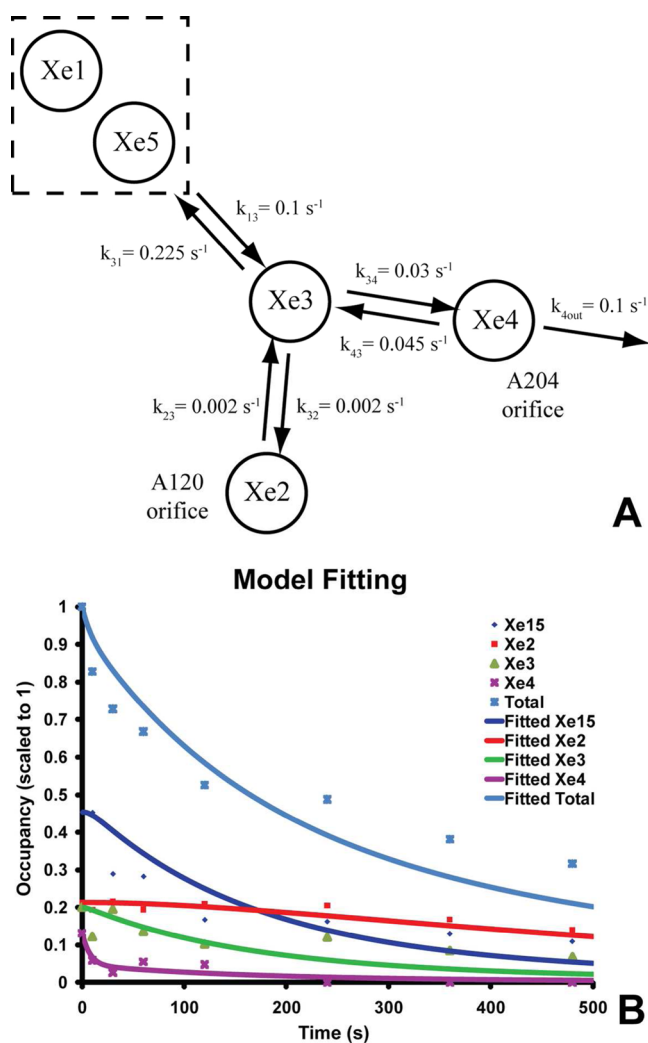 Xe1
Xe5
k13= 0.1 s-1
k31= 0.225 s-1
Xe3
k34= 0.03 s-1
k43= 0.045 s-1
Xe4
k4out= 0.1 s-1
A204
orifice
k23= 0.002 s-1
k32= 0.002 s-1
A120
orifice
Xe2
A
Model Fitting
Occupancy (scaled to 1)
1
0.9
0.8
0.7
0.6
0.5
0.4
0.3
0.2
0.1
0
Xe15
Xe2
Xe3
Xe4
Total
Fitted Xe15
Fitted Xe2
Fitted Xe3
Fitted Xe4
Fitted Total
0 100 200 300 400 500
Time (s)
B